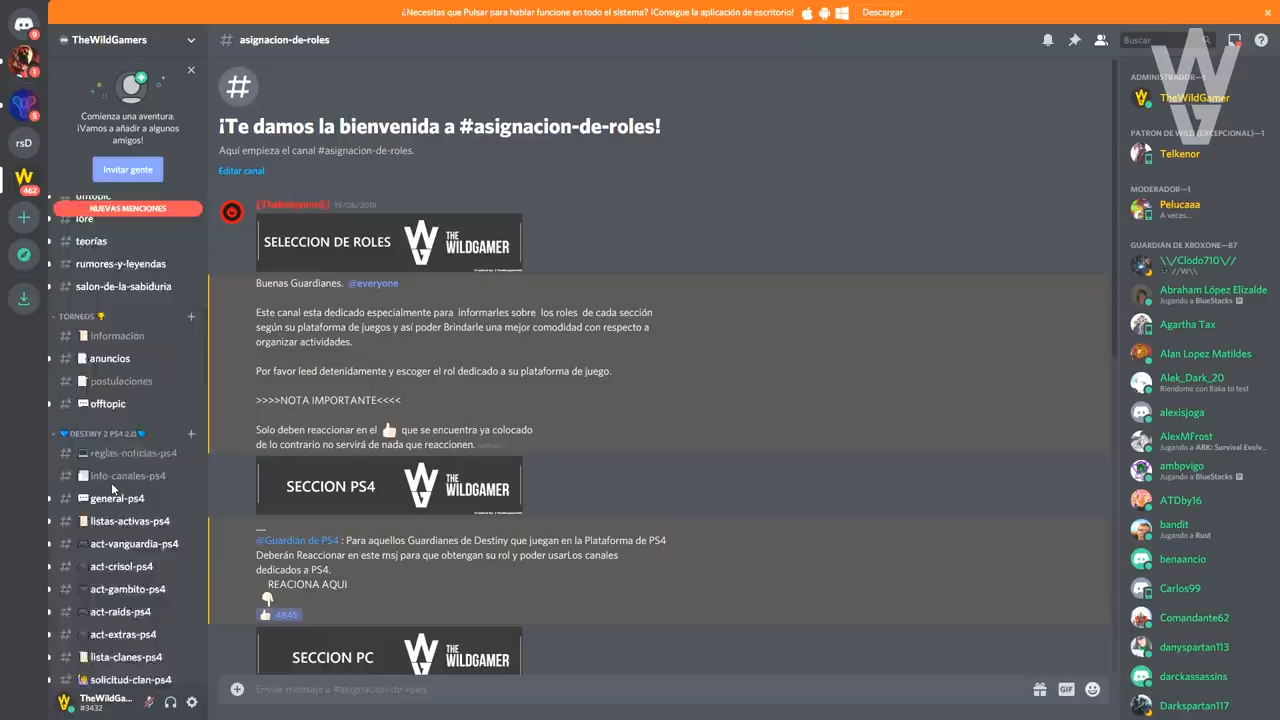 ¿Necesitas que Pulsar para hablar funcione en todo el sistema? ¡Consigue la aplicación de escritorio!
Descargar
9
1
5
rsD
462
TheWildGamers
Comienza una aventura.
¡Vamos a añadir a algunos
amigos!
Invitar gente
offtopic
NUEVAS MENCIONES
lore
teorías
rumores-y-leyendas
salon-de-la-sabiduria
TORNEOS 🏆
informacion
anuncios
postulaciones
offtopic
💙DESTINY 2 PS4 2.0💙
reglas-noticias-ps4
info-canales-ps4
general-ps4
listas-activas-ps4
act-vanguardia-ps4
act-crisol-ps4
act-gambito-ps4
act-raids-ps4
act-extras-ps4
lista-clanes-ps4
solicitud-clan-ps4
TheWildGa...
#3432
# asignacion-de-roles
Buscar
#
¡Te damos la bienvenida a #asignacion-de-roles!
Aquí empieza el canal #asignacion-de-roles.
Editar canal
19/06/2019
SELECCION DE ROLES
THE
WILDGAMER
Buenas Guardianes. @everyone
Este canal esta dedicado especialmente para informarles sobre los roles de cada sección
según su plataforma de juegos y así poder Brindarle una mejor comodidad con respecto a
organizar actividades.
Por favor leed detenidamente y escoger el rol dedicado a su plataforma de juego.
>>>>NOTA IMPORTANTE<<<<
Solo deben reaccionar en el 👍 que se encuentra ya colocado
de lo contrario no servirá de nada que reaccionen.
SECCION PS4
THE
WILDGAMER
@Guardian de PS4 : Para aquellos Guardianes de Destiny que juegan en la Plataforma de PS4
Deberán Reaccionar en este msj para que obtengan su rol y poder usarLos canales
dedicados a PS4.
REACIONA AQUI
👇
👍 4845
SECCION PC
THE
WILDGAMER
Enviar mensaje a #asignacion-de-roles
GIF
ADMINISTRADOR—1
TheWildGamer
PATRON DE WILD (EXCEPCIONAL)—1
Telkenor
MODERADOR—1
Pelucaaa
A veces...
GUARDIAN DE XBOXONE—87
\\/Clodo710\//
//W\\
Abraham López Elizalde
Jugando a BlueStacks
Agartha Tax
Alan Lopez Matildes
Alek_Dark_20
Riendome con Baka to test
alexisjoga
AlexMFrost
Jugando a ARK: Survival Evolv...
ambpvigo
Jugando a BlueStacks
ATDby16
bandit
Jugando a Rust
benaancio
Carlos99
Comandante62
danyspartan113
darckassassins
Darkspartan117